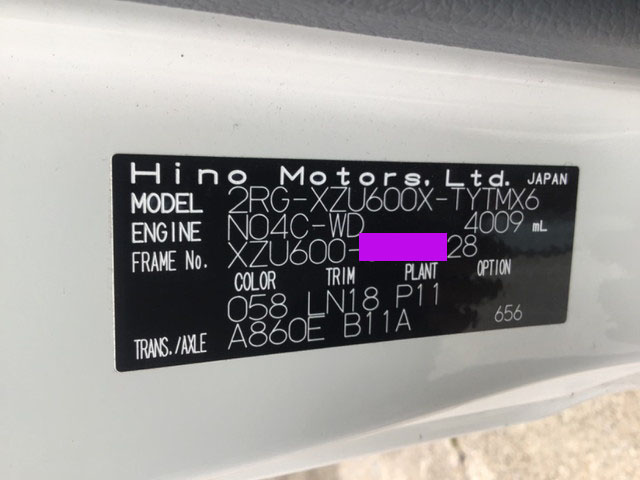 Hino Motors, Ltd. JAPAN
MODEL 2RG-XZU600X-TYTMX6
ENGINE N04C-WD 4009 mL
FRAME No. XZU600- 28
COLOR TRIM PLANT OPTION
058 LN18 P11
TRANS./AXLE A860E B11A 656